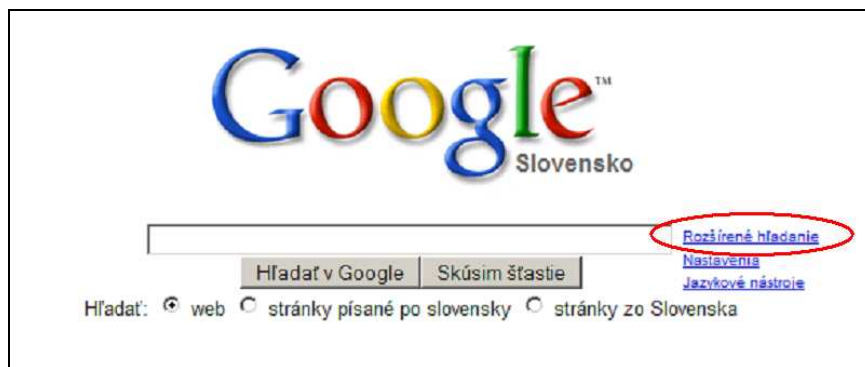 Google™
Slovensko
Rozšírené hľadanie
Nastavenia
Hľadať v Google Skúsim šťastie
Jazykové nástroje
Hľadať: web stránky písané po slovensky stránky zo Slovenska